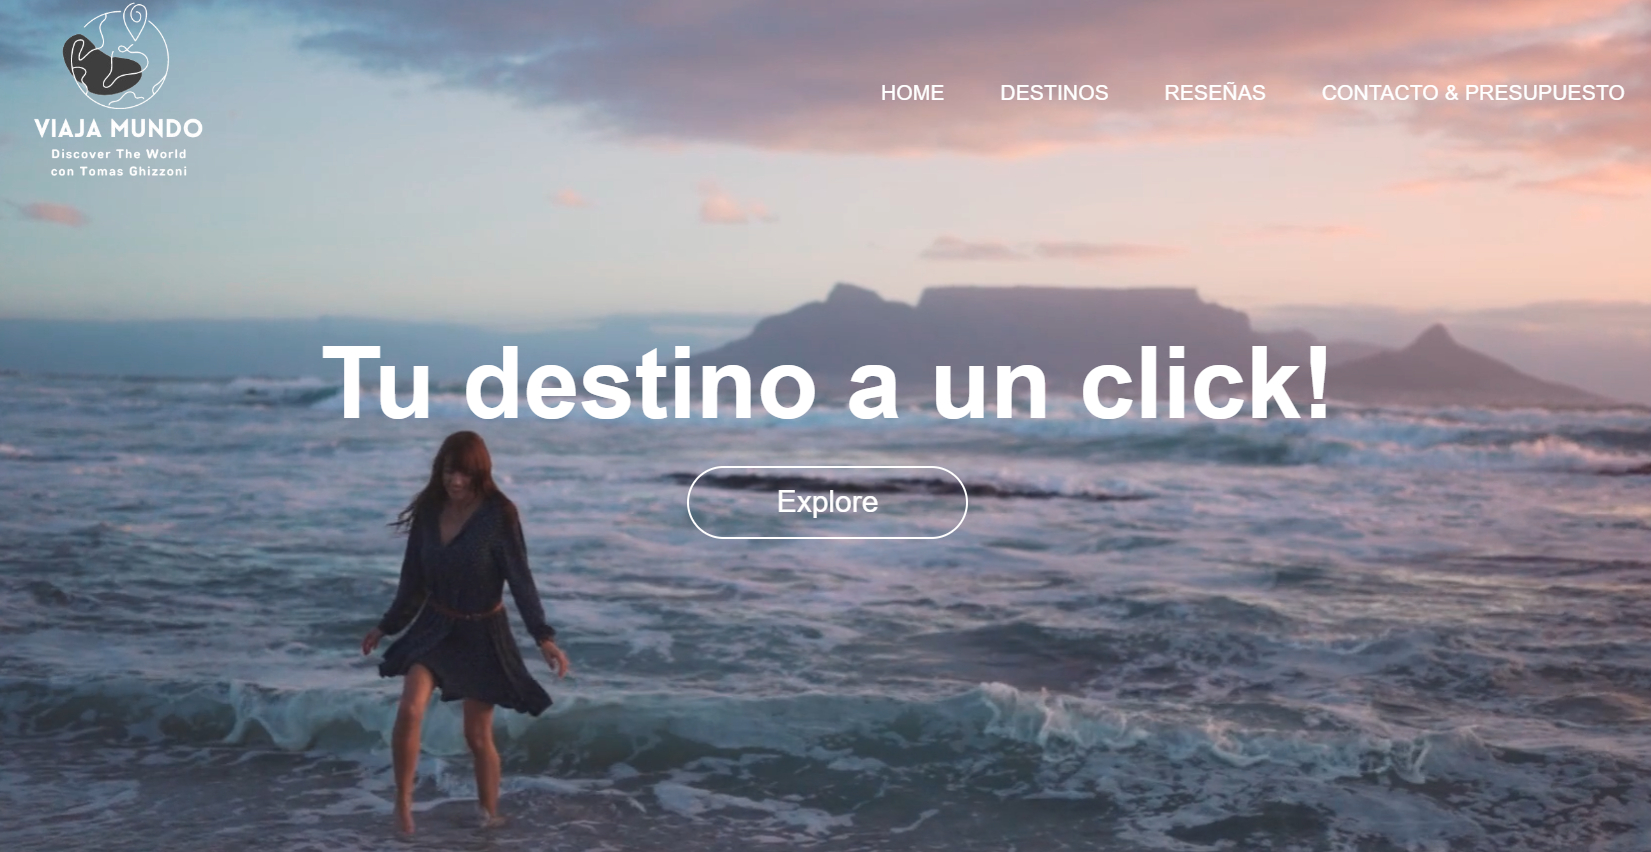 VIAJA MUNDO
Discover The World
con Tomas Ghizzoni
HOME DESTINOS RESEÑAS CONTACTO & PRESUPUESTO
Tu destino a un click!
Explore